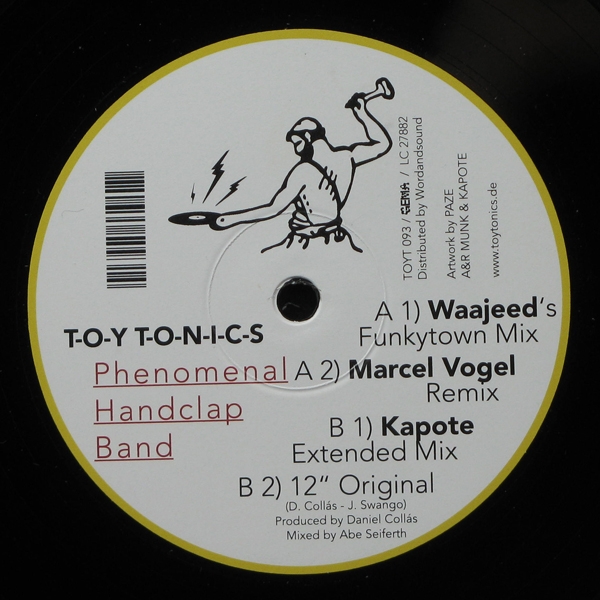 TOYT 093 / GEMA / LC 27882
Distributed by Wordandsound
Artwork by PAZE
A&R MUNK & KAPOTE
www.toytonics.de
T-O-Y T-O-N-I-C-S
Phenomenal
Handclap
Band
A 1) Waajeed's
Funkytown Mix
A 2) Marcel Vogel
Remix
B 1) Kapote
Extended Mix
B 2) 12" Original
(D. Collás - J. Swango)
Produced by Daniel Collás
Mixed by Abe Seiferth